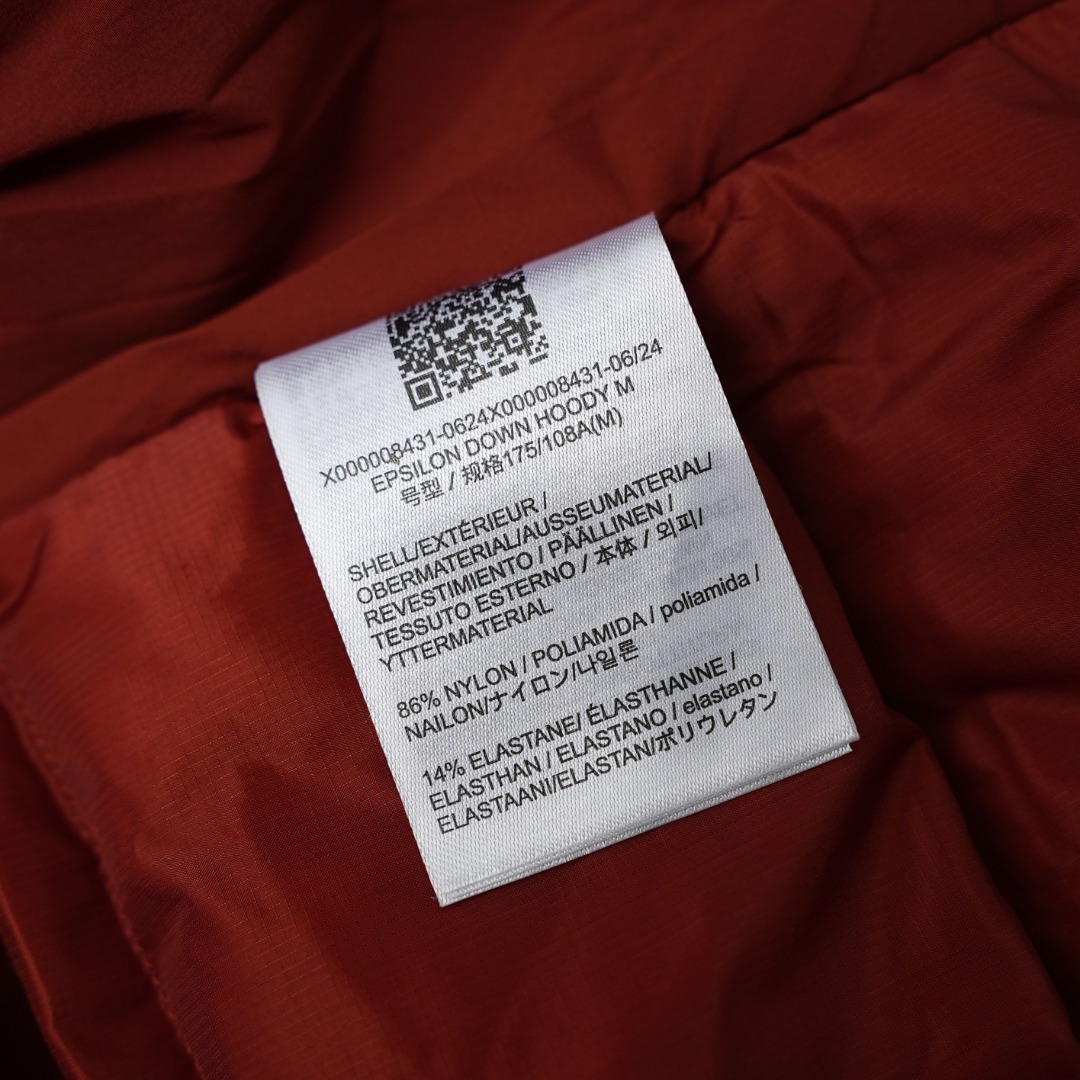 X000008431-0624X000008431-06/24
EPSILON DOWN HOODY M
号型 / 规格175/108A(M)
SHELL/EXTÉRIEUR /
OBERMATERIAL/AUSSEUMATERIAL/
REVESTIMIENTO / PÄÄLLINEN /
TESSUTO ESTERNO / 本体 / 외피/
YTTERMATERIAL
86% NYLON / POLIAMIDA / poliamida /
NAILON/ナイロン/나일론
14% ELASTANE/ ÉLASTHANNE /
ELASTHAN / ELASTANO / elastano /
ELASTAANI/ELASTAN/ポリウレタン